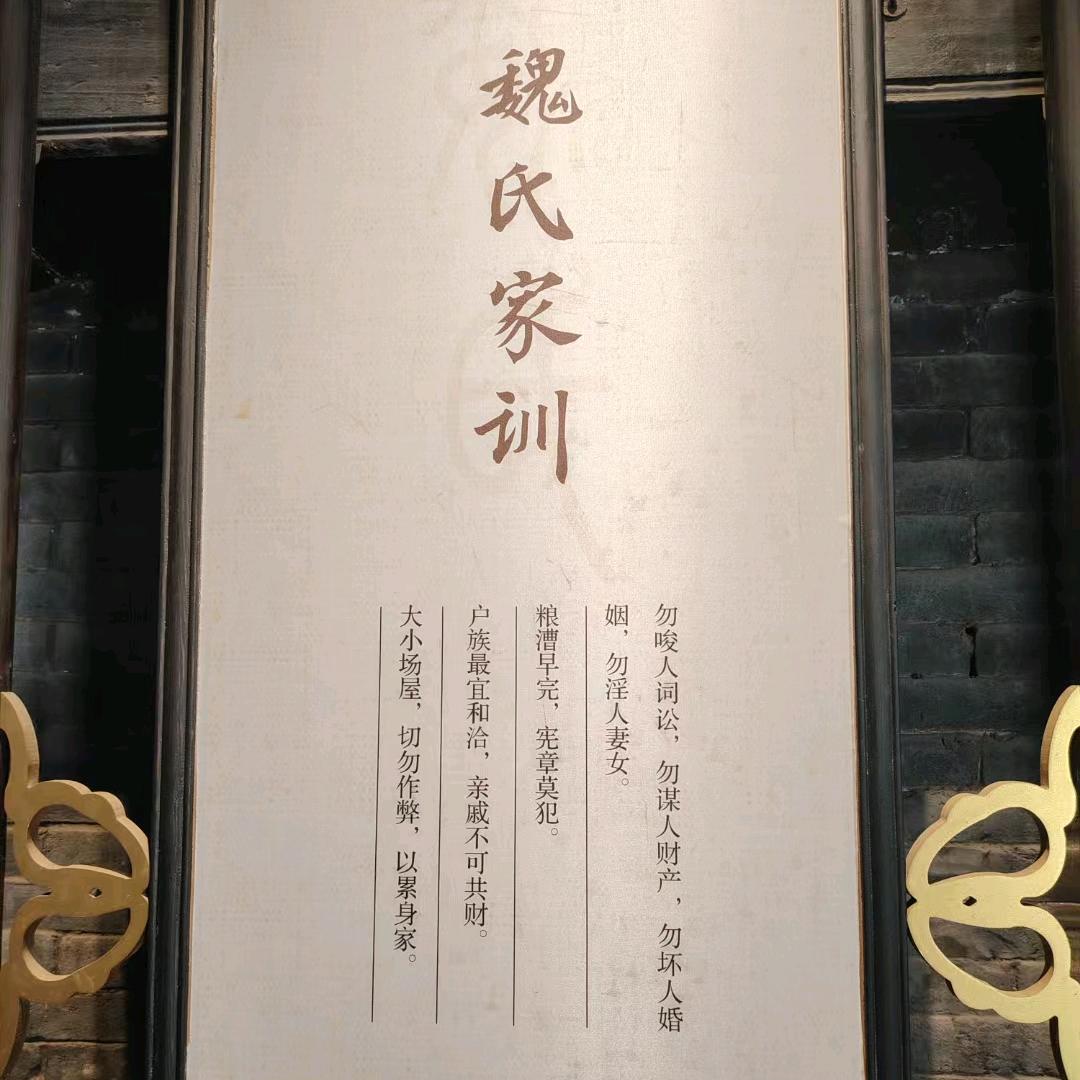 魏氏家训
勿唆人词讼，勿谋人财产，勿坏人婚
姻，勿淫人妻女。
粮漕早完，宪章莫犯。
户族最宜和洽，亲戚不可共财。
大小场屋，切勿作弊，以累身家。